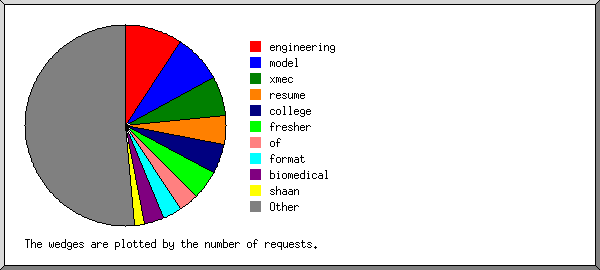 engineering
model
xmec
resume
college
fresher
of
format
biomedical
shaan
Other
The wedges are plotted by the number of requests.